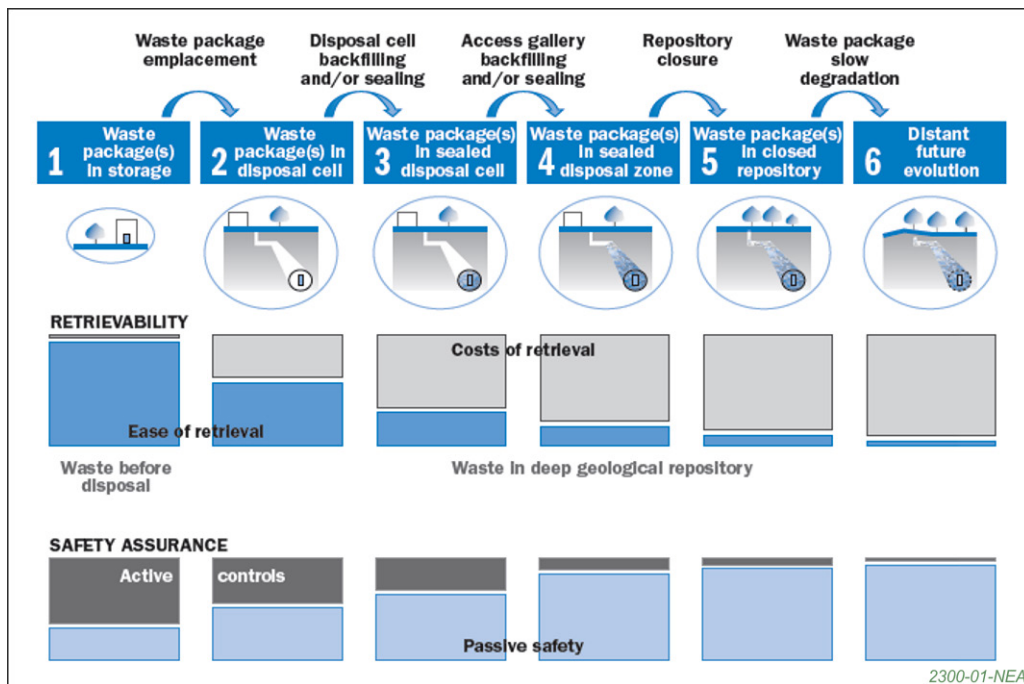 Waste package
emplacement
Disposal cell
backfilling
and/or sealing
Access gallery
backfilling
and/or sealing
Repository
closure
Waste package
slow
degradation
1 Waste
package(s)
in storage
2 Waste
package(s) in
disposal cell
3 Waste package(s)
in sealed
disposal cell
4 Waste package(s)
in sealed
disposal zone
5 Waste package(s)
in closed
repository
6 Distant
future
evolution
RETRIEVABILITY
Costs of retrieval
Ease of retrieval
Waste before
disposal
Waste in deep geological repository
SAFETY ASSURANCE
Active controls
Passive safety
2300-01-NEA